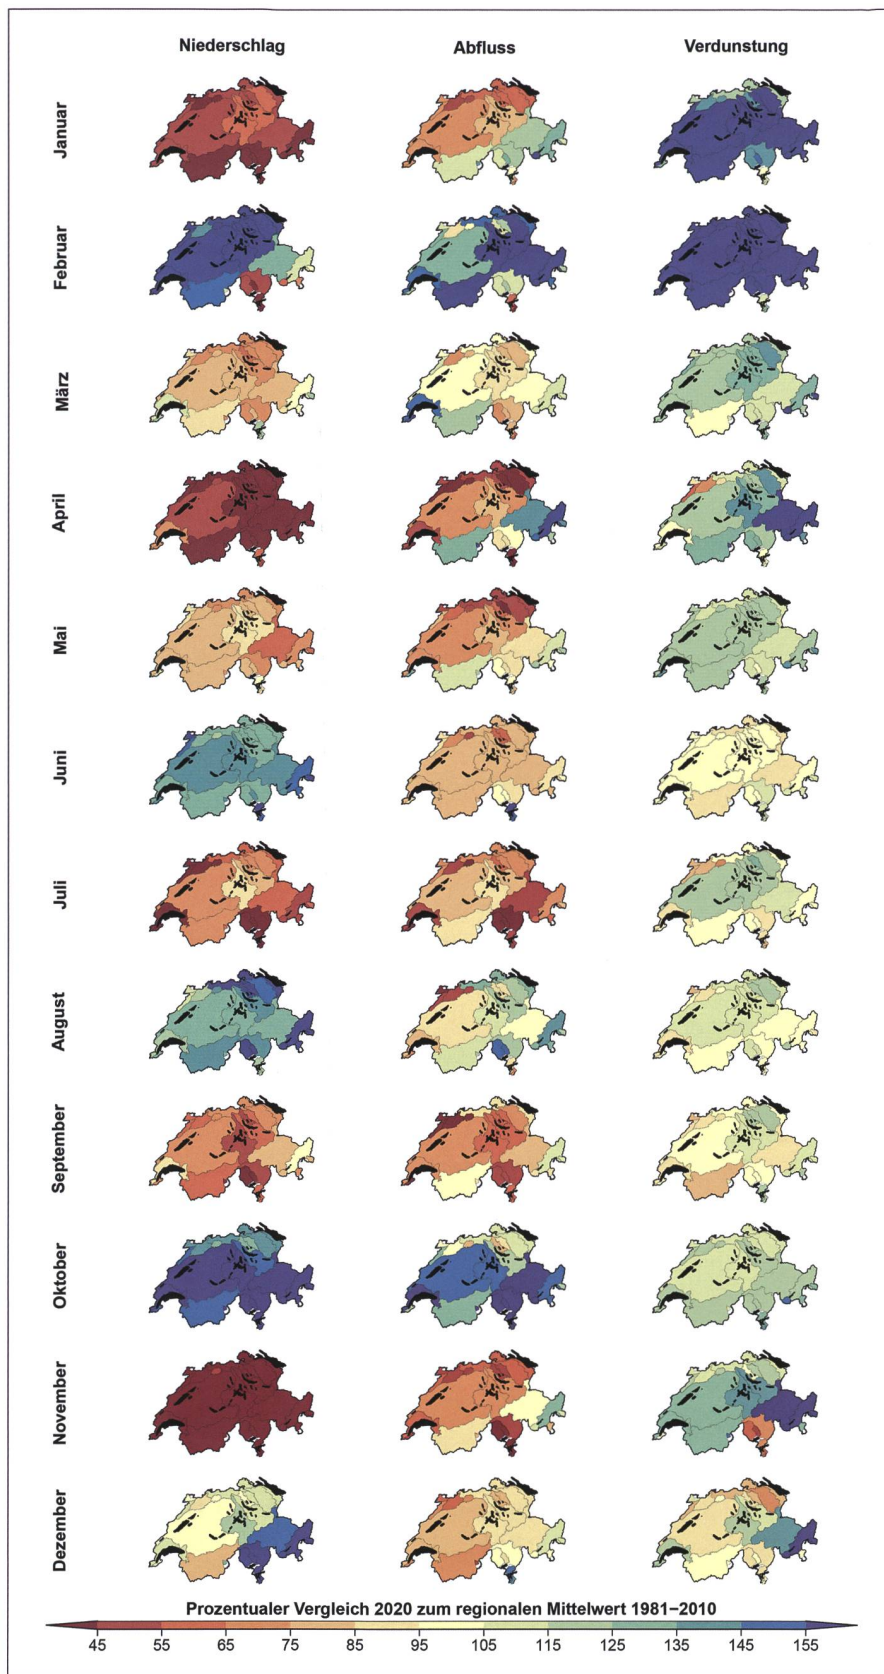 Niederschlag Abfluss Verdunstung
Januar
Februar
März
April
Mai
Juni
Juli
August
September
Oktober
November
Dezember
Prozentualer Vergleich 2020 zum regionalen Mittelwert 1981–2010
45 55 65 75 85 95 105 115 125 135 145 155